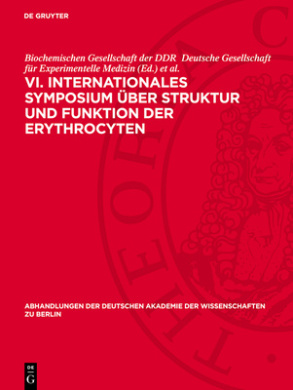 DE GRUYTER
Biochemischen Gesellschaft der DDR Deutsche Gesellschaft
für Experimentelle Medizin (Ed.) et al.
VI. INTERNATIONALES
SYMPOSIUM ÜBER STRUKTUR
UND FUNKTION DER
ERYTHROCYTEN
ABHANDLUNGEN DER DEUTSCHEN AKADEMIE DER WISSENSCHAFTEN
ZU BERLIN
DE
G